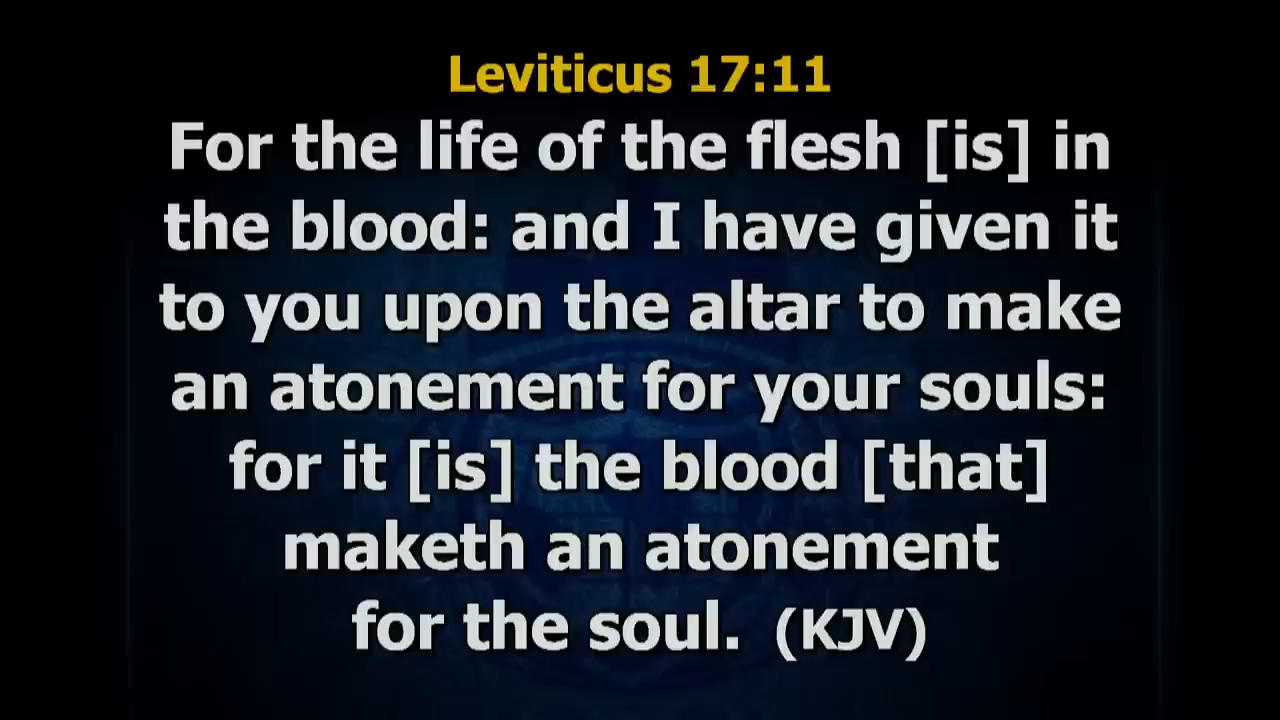 Leviticus 17:11
For the life of the flesh [is] in
the blood: and I have given it
to you upon the altar to make
an atonement for your souls:
for it [is] the blood [that]
maketh an atonement
for the soul. (KJV)